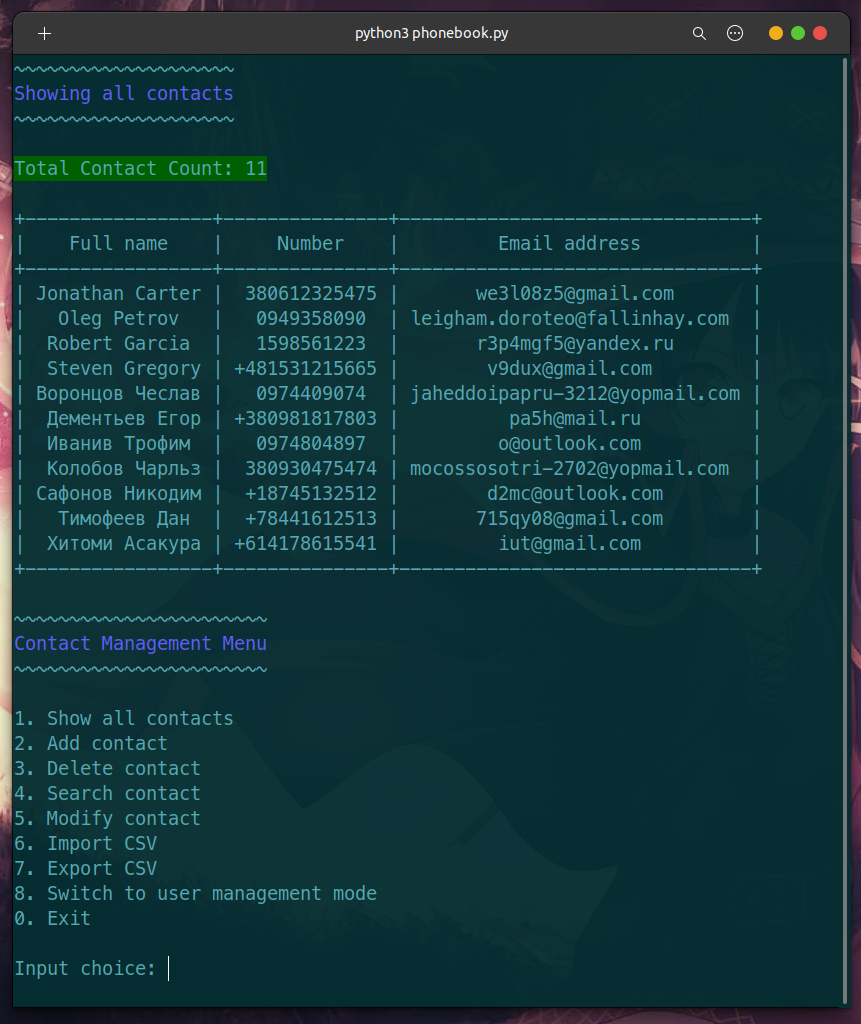 python3 phonebook.py
~~~~~~~~~~~~~~~~~~~~
Showing all contacts
~~~~~~~~~~~~~~~~~~~~
Total Contact Count: 11
+-----------------+---------------+--------------------------------+
|    Full name    |     Number    |         Email address          |
+-----------------+---------------+--------------------------------+
| Jonathan Carter |  380612325475 |       we3l08z5@gmail.com       |
|   Oleg Petrov   |   0949358090  | leigham.doroteo@fallinhay.com  |
|  Robert Garcia  |   1598561223  |       r3p4mgf5@yandex.ru       |
|  Steven Gregory | +481531215665 |        v9dux@gmail.com         |
| Воронцов Чеслав |   0974409074  | jaheddoipapru-3212@yopmail.com |
|  Дементьев Егор | +380981817803 |          pa5h@mail.ru          |
|  Иванив Трофим  |   0974804897  |         o@outlook.com          |
|  Колобов Чарльз |  380930475474 | mocossosotri-2702@yopmail.com  |
| Сафонов Никодим |  +18745132512 |        d2mc@outlook.com        |
|   Тимофеев Дан  |  +78441612513 |       715qy08@gmail.com        |
|  Хитоми Асакура | +614178615541 |         iut@gmail.com          |
+-----------------+---------------+--------------------------------+
~~~~~~~~~~~~~~~~~~~~~~~
Contact Management Menu
~~~~~~~~~~~~~~~~~~~~~~~
1. Show all contacts
2. Add contact
3. Delete contact
4. Search contact
5. Modify contact
6. Import CSV
7. Export CSV
8. Switch to user management mode
0. Exit
Input choice: